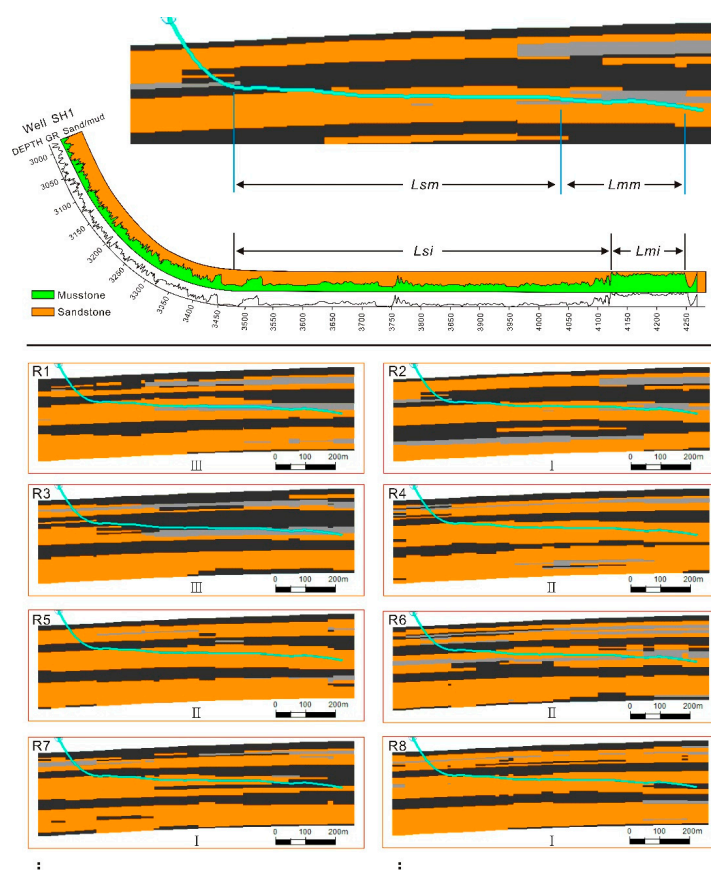 Well SH1
DEPTH GR Sand/mud
3000
3050
3100
3150
3200
3250
3300
3350
3400
3450
3500
3550
3600
3650
3700
3750
3800
3850
3900
3950
4000
4050
4100
4150
4200
4250
Lsm
Lmm
Lsi
Lmi
Musstone
Sandstone
R1
III
0 100 200m
R2
I
0 100 200m
R3
III
0 100 200m
R4
II
0 100 200m
R5
II
0 100 200m
R6
II
0 100 200m
R7
I
0 100 200m
R8
I
0 100 200m